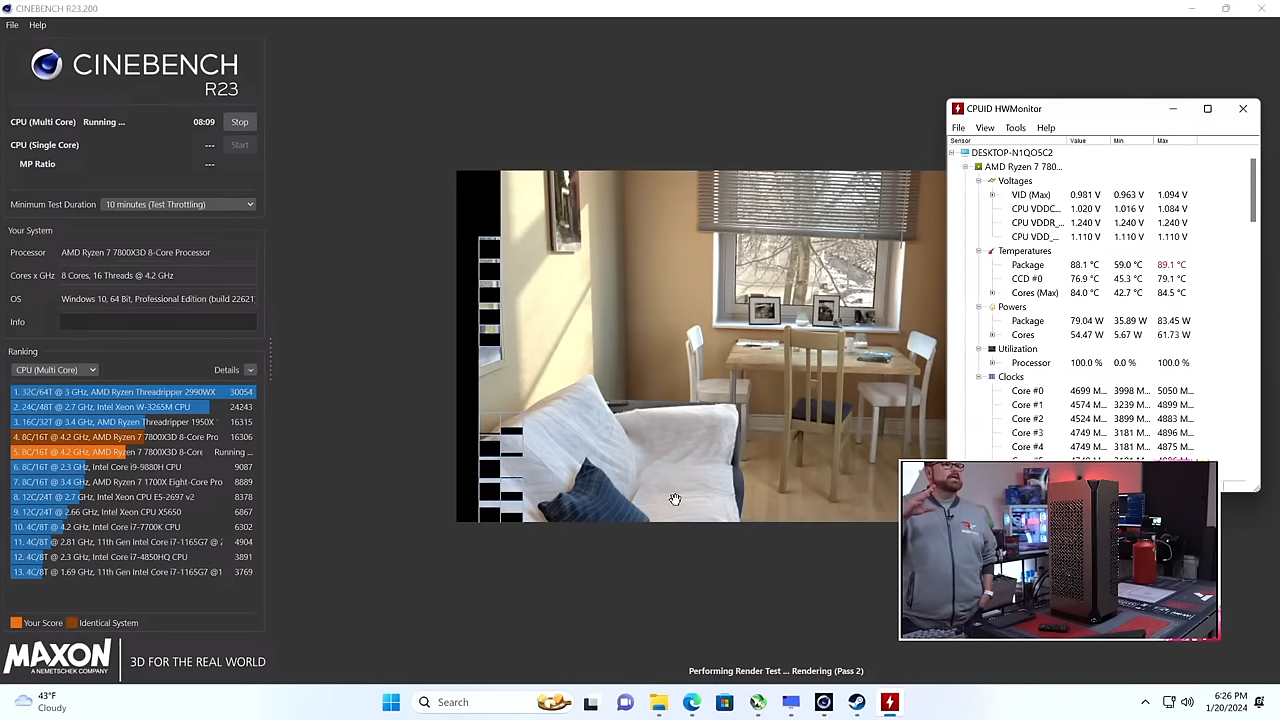 CINEBENCH R23.200
File Help
CINEBENCH
R23
CPU (Multi Core) Running ... 08:09 Stop
CPU (Single Core) --- Start
MP Ratio ---
Minimum Test Duration 10 minutes (Test Throttling)
Your System
Processor AMD Ryzen 7 7800X3D 8-Core Processor
Cores x GHz 8 Cores, 16 Threads @ 4.2 GHz
OS Windows 10, 64 Bit, Professional Edition (build 22621
Info
Ranking
CPU (Multi Core) Details
1. 32C/64T @ 3 GHz, AMD Ryzen Threadripper 2990WX 30054
2. 24C/48T @ 2.7 GHz, Intel Xeon W-3265M CPU 24243
3. 16C/32T @ 3.4 GHz, AMD Ryzen Threadripper 1950X 16315
4. 8C/16T @ 4.2 GHz, AMD Ryzen 7 7800X3D 8-Core Pro 16306
5. 8C/16T @ 4.2 GHz, AMD Ryzen 7 7800X3D 8-Core Running ...
6. 8C/16T @ 2.3 GHz, Intel Core i9-9880H CPU 9087
7. 8C/16T @ 3.4 GHz, AMD Ryzen 7 1700X Eight-Core Pro 8889
8. 12C/24T @ 2.7 GHz, Intel Xeon CPU E5-2697 v2 8378
9. 12C/24T @ 2.66 GHz, Intel Xeon CPU X5650 6867
10. 4C/8T @ 4.2 GHz, Intel Core i7-7700K CPU 6302
11. 4C/8T @ 2.81 GHz, 11th Gen Intel Core i7-1165G7 @ 4904
12. 4C/8T @ 2.3 GHz, Intel Core i7-4850HQ CPU 3891
13. 4C/8T @ 1.69 GHz, 11th Gen Intel Core i7-1165G7 @1 3769
Your Score Identical System
MAXON
A NEMETSCHEK COMPANY
3D FOR THE REAL WORLD
Performing Render Test ... Rendering (Pass 2)
CPUID HWMonitor
File View Tools Help
Sensor Value Min Max
DESKTOP-N1QO5C2
AMD Ryzen 7 780...
Voltages
VID (Max) 0.981 V 0.963 V 1.094 V
CPU VDDC... 1.020 V 1.016 V 1.084 V
CPU VDDR_... 1.240 V 1.240 V 1.240 V
CPU VDD_... 1.110 V 1.110 V 1.110 V
Temperatures
Package 88.1 °C 59.0 °C 89.1 °C
CCD #0 76.9 °C 45.3 °C 79.1 °C
Cores (Max) 84.0 °C 42.7 °C 84.5 °C
Powers
Package 79.04 W 35.89 W 83.45 W
Cores 54.47 W 5.67 W 61.73 W
Utilization
Processor 100.0 % 0.0 % 100.0 %
Clocks
Core #0 4699 M... 3998 M... 5050 M...
Core #1 4574 M... 3239 M... 4899 M...
Core #2 4524 M... 3899 M... 4883 M...
Core #3 4749 M... 3181 M... 4896 M...
Core #4 4749 M... 3181 M... 4875 M...
43°F
Cloudy
Search
6:26 PM
1/20/2024